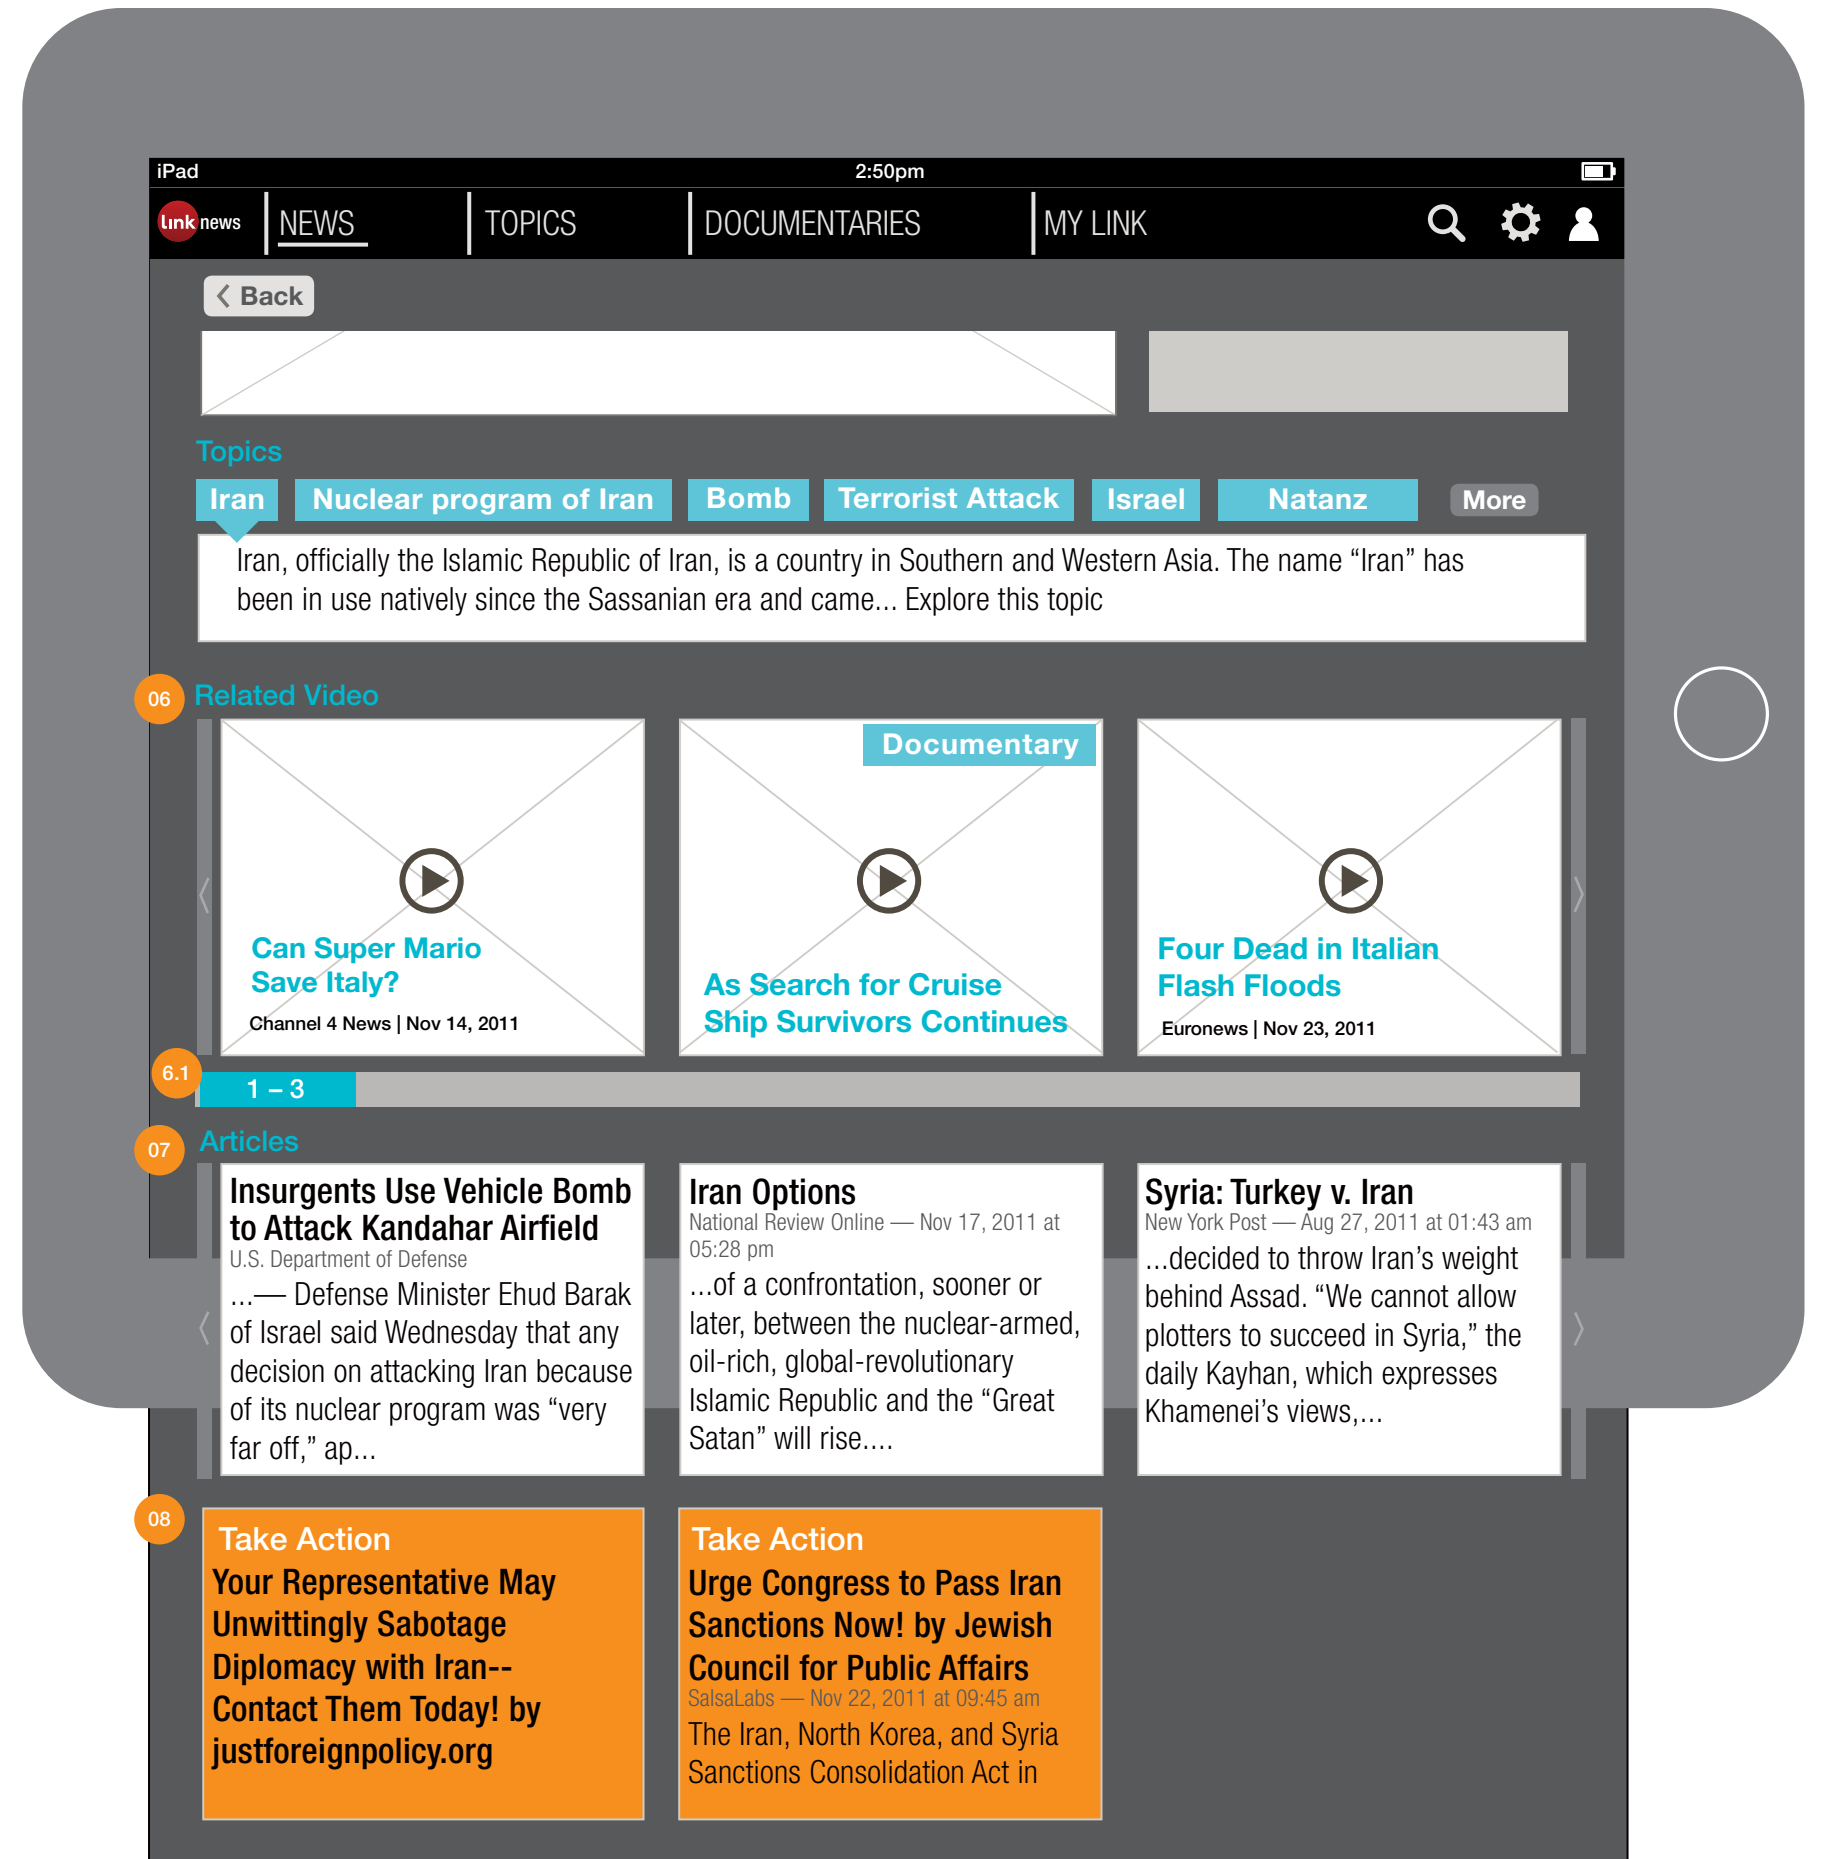 iPad
2:50pm
link news
NEWS
TOPICS
DOCUMENTARIES
MY LINK
Back
Topics
Iran
Nuclear program of Iran
Bomb
Terrorist Attack
Israel
Natanz
More
Iran, officially the Islamic Republic of Iran, is a country in Southern and Western Asia. The name “Iran” has
been in use natively since the Sassanian era and came... Explore this topic
06
Related Video
Can Super Mario
Save Italy?
Channel 4 News | Nov 14, 2011
Documentary
As Search for Cruise
Ship Survivors Continues
Four Dead in Italian
Flash Floods
Euronews | Nov 23, 2011
6.1
1 – 3
07
Articles
Insurgents Use Vehicle Bomb
to Attack Kandahar Airfield
U.S. Department of Defense
...— Defense Minister Ehud Barak
of Israel said Wednesday that any
decision on attacking Iran because
of its nuclear program was “very
far off,” ap...
Iran Options
National Review Online — Nov 17, 2011 at
05:28 pm
...of a confrontation, sooner or
later, between the nuclear-armed,
oil-rich, global-revolutionary
Islamic Republic and the “Great
Satan” will rise....
Syria: Turkey v. Iran
New York Post — Aug 27, 2011 at 01:43 am
...decided to throw Iran’s weight
behind Assad. “We cannot allow
plotters to succeed in Syria,” the
daily Kayhan, which expresses
Khamenei’s views,...
08
Take Action
Your Representative May
Unwittingly Sabotage
Diplomacy with Iran--
Contact Them Today! by
justforeignpolicy.org
Take Action
Urge Congress to Pass Iran
Sanctions Now! by Jewish
Council for Public Affairs
SalsaLabs — Nov 22, 2011 at 09:45 am
The Iran, North Korea, and Syria
Sanctions Consolidation Act in